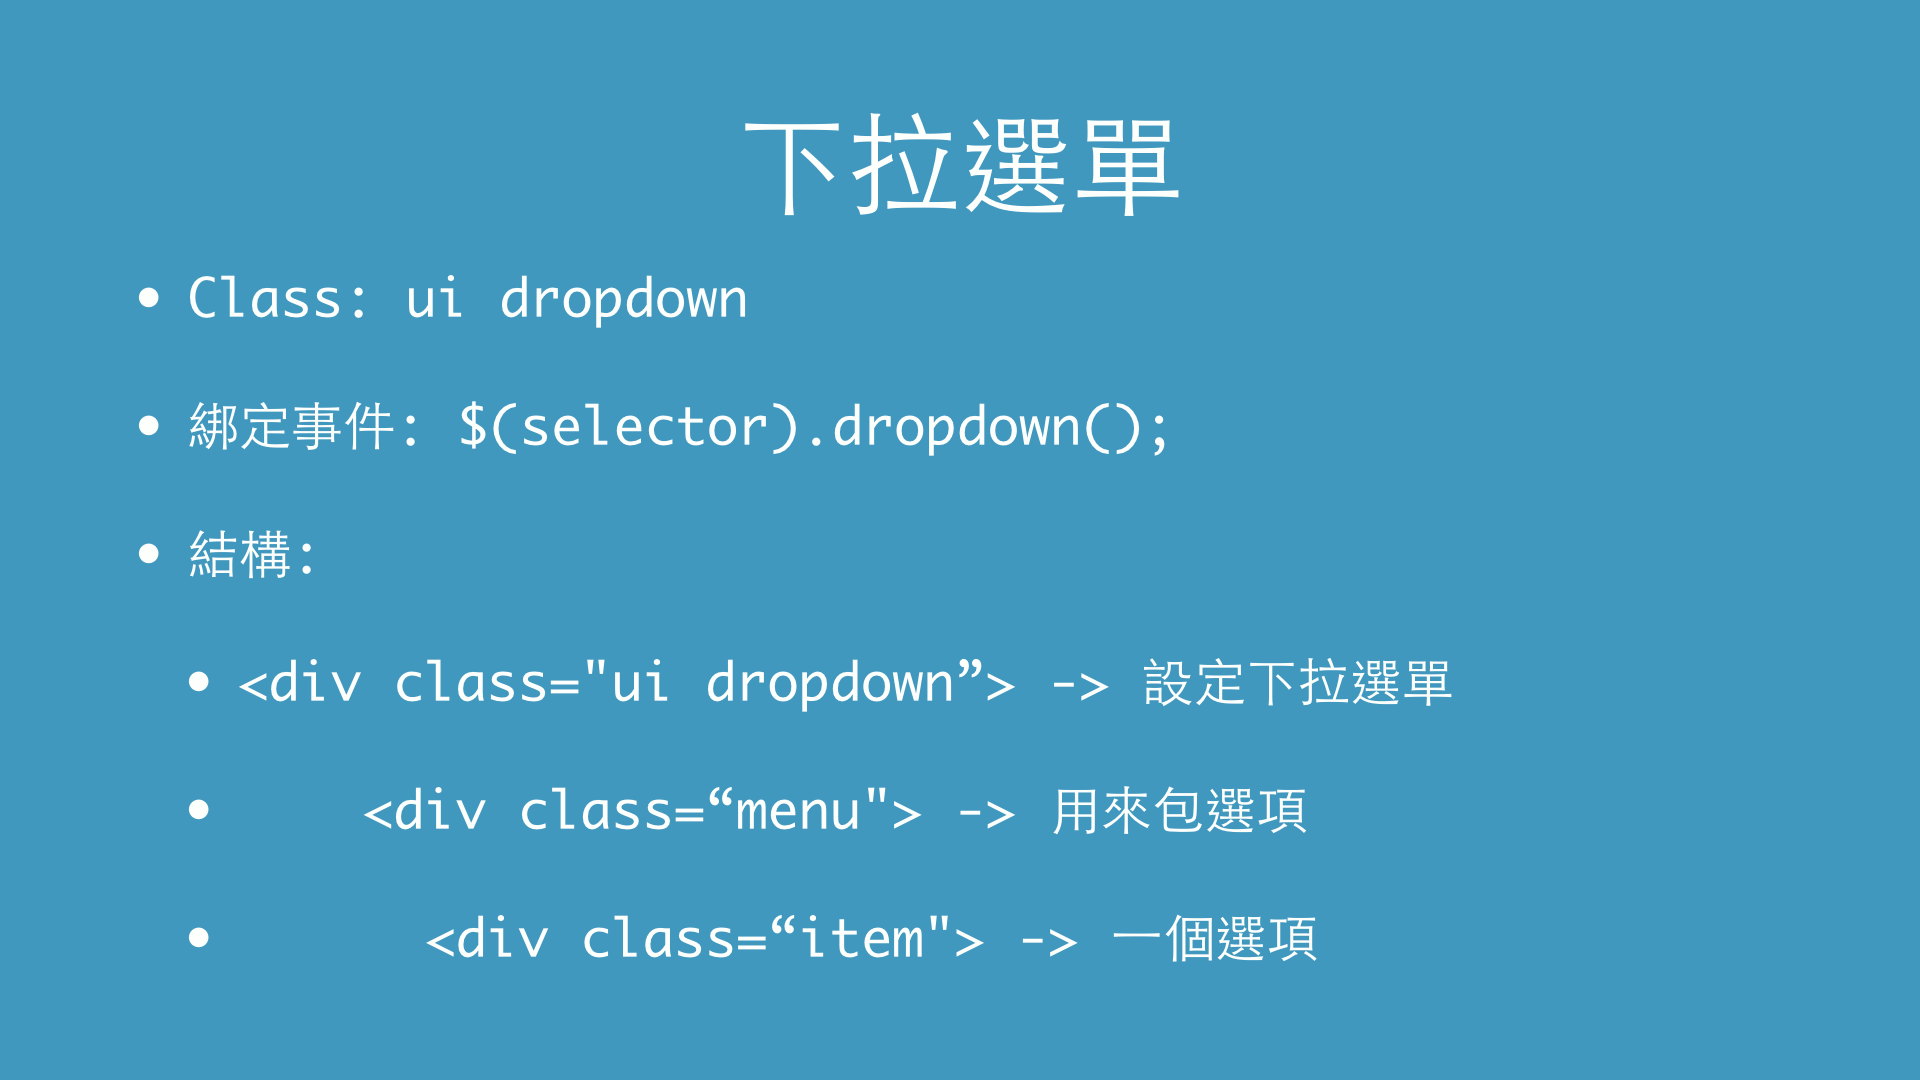 下拉選單
• Class: ui dropdown
• 綁定事件: $(selector).dropdown();
• 結構:
• <div class="ui dropdown”> -> 設定下拉選單
• <div class=“menu"> -> 用來包選項
• <div class=“item"> -> 一個選項